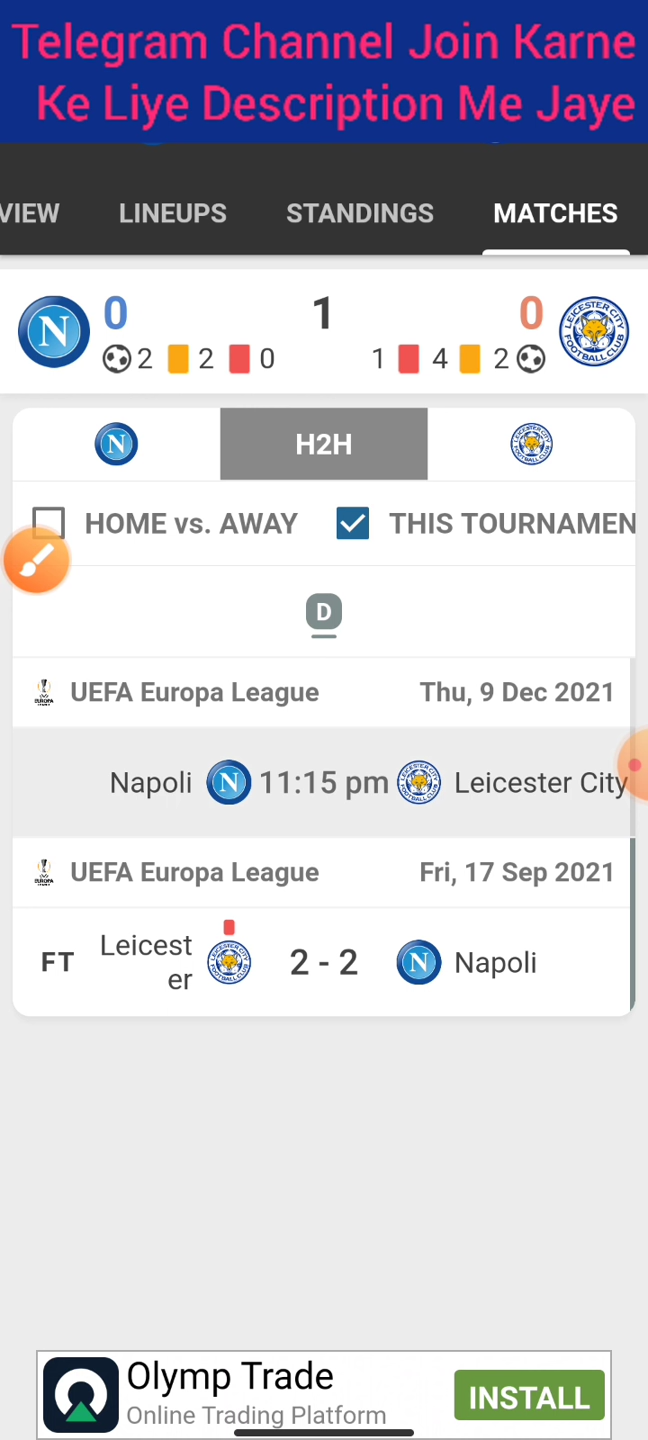 Telegram Channel Join Karne
Ke Liye Description Me Jaye
VIEW LINEUPS STANDINGS MATCHES
0 1 0
2 2 0 1 4 2
H2H
HOME vs. AWAY THIS TOURNAMEN
D
UEFA Europa League Thu, 9 Dec 2021
Napoli 11:15 pm Leicester City
UEFA Europa League Fri, 17 Sep 2021
FT Leicest
er 2 - 2 Napoli
Olymp Trade
Online Trading Platform
INSTALL